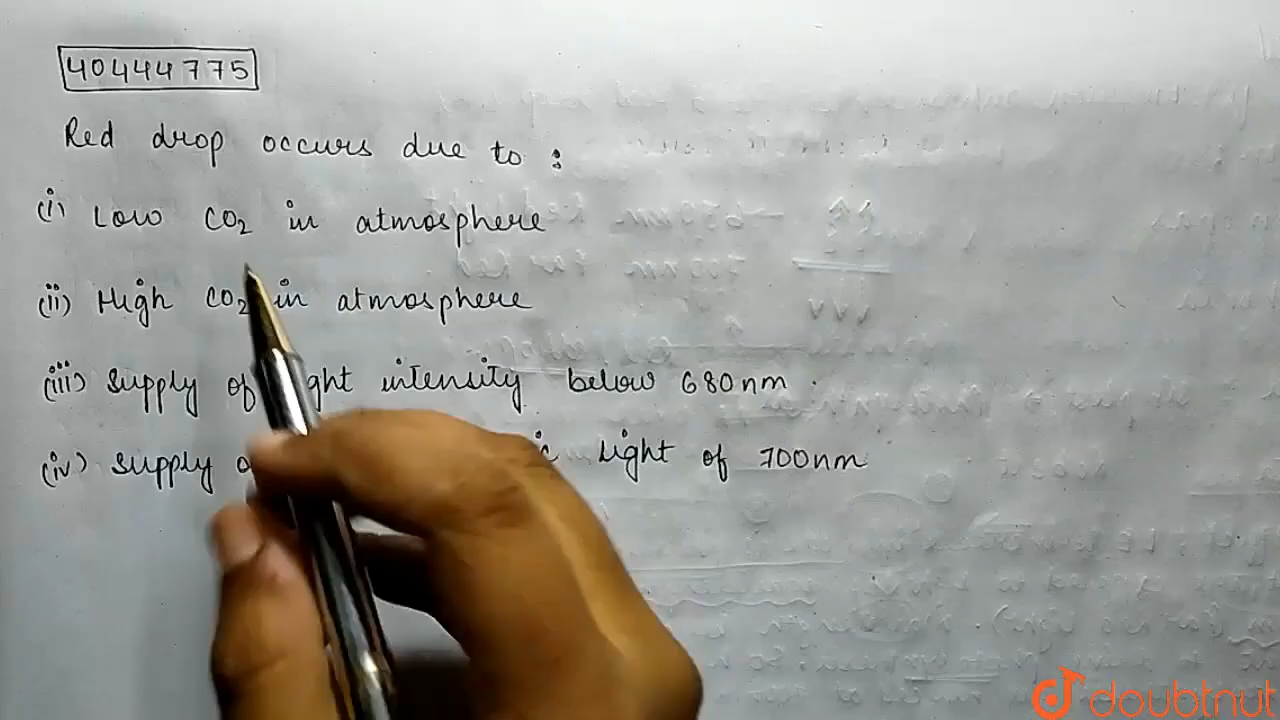 40444775
Red drop occurs due to :
(i) Low CO2 in atmosphere
(ii) High CO2 in atmosphere
(iii) Supply of intensity below 680nm.
(iv) Supply light of 700nm
doubtnut